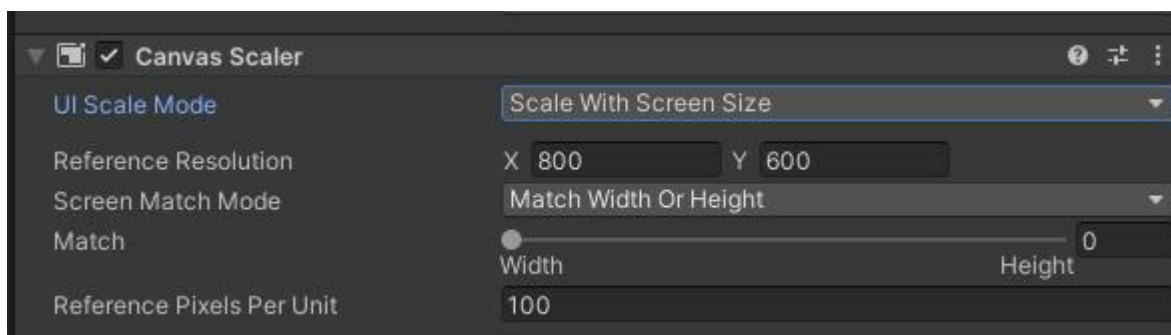 Canvas Scaler
UI Scale Mode Scale With Screen Size
Reference Resolution X 800 Y 600
Screen Match Mode Match Width Or Height
Match 0
Width Height
Reference Pixels Per Unit 100